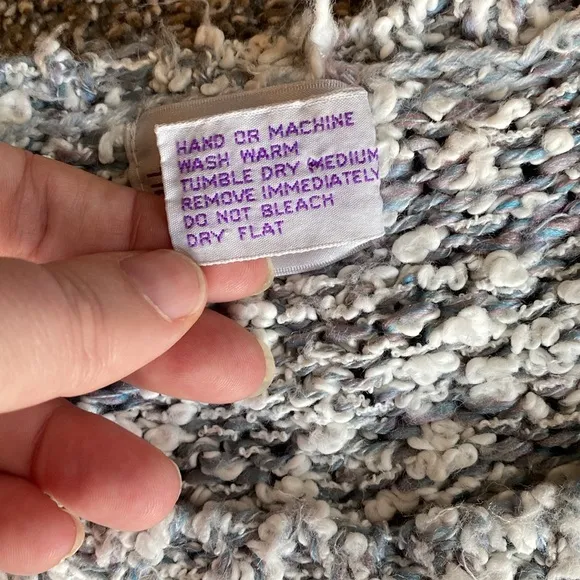 HAND OR MACHINE
WASH WARM
TUMBLE DRY MEDIUM
REMOVE IMMEDIATELY
DO NOT BLEACH
DRY FLAT